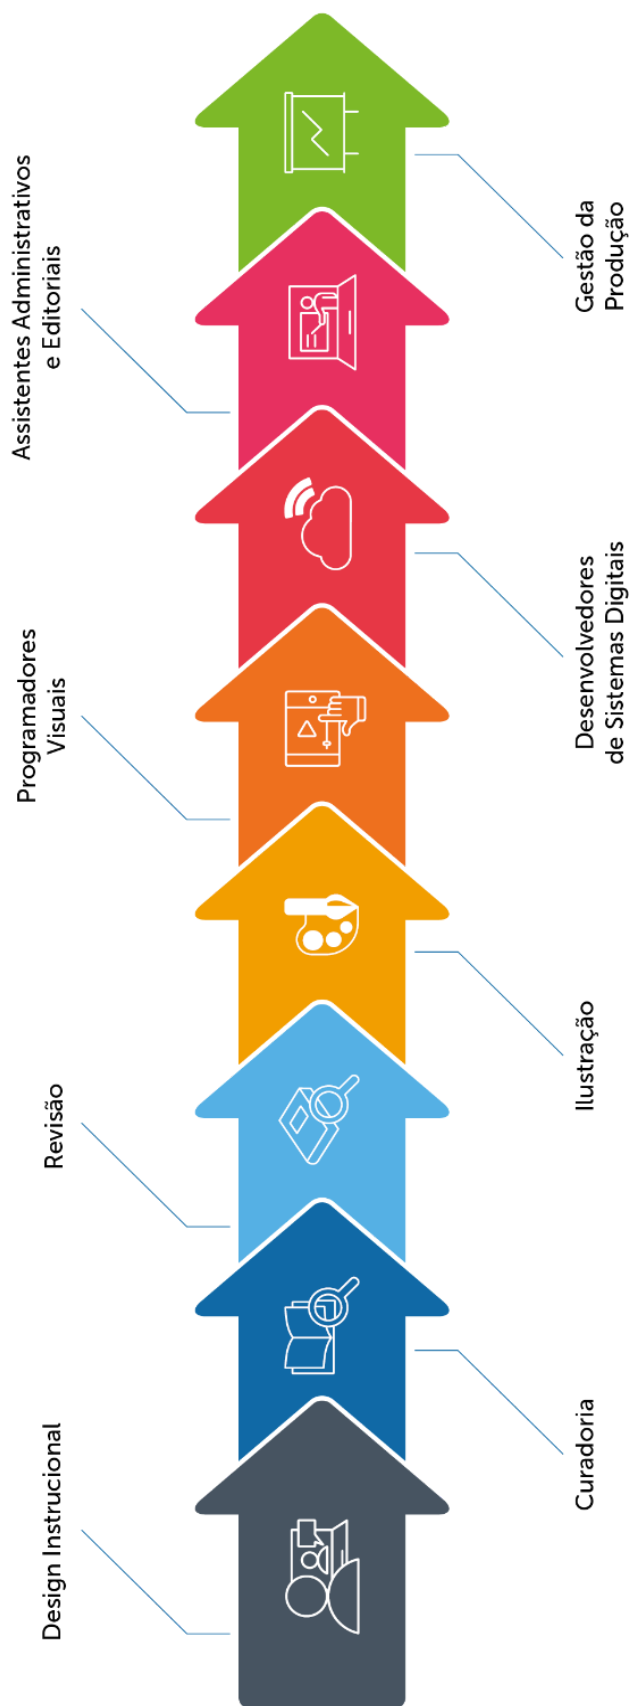 Design Instrucional
Curadoria
Revisão
Ilustração
Programadores
Visuais
Desenvolvedores
de Sistemas Digitais
Assistentes Administrativos
e Editoriais
Gestão da
Produção